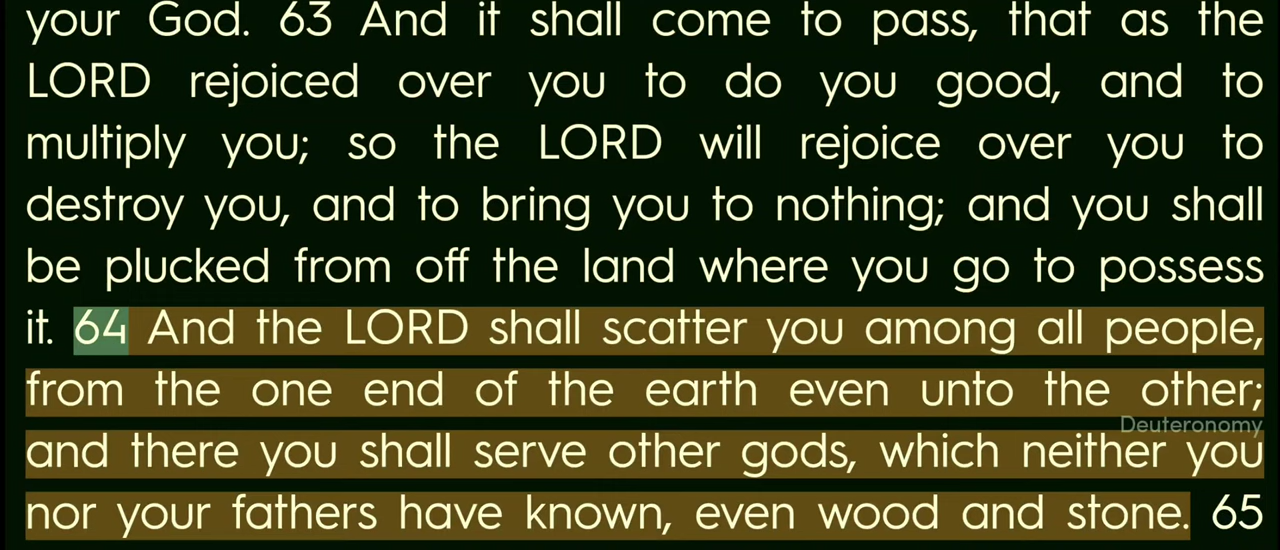 your God. 63 And it shall come to pass, that as the
LORD rejoiced over you to do you good, and to
multiply you; so the LORD will rejoice over you to
destroy you, and to bring you to nothing; and you shall
be plucked from off the land where you go to possess
it. 64 And the LORD shall scatter you among all people,
from the one end of the earth even unto the other;
Deuteronomy
and there you shall serve other gods, which neither you
nor your fathers have known, even wood and stone. 65